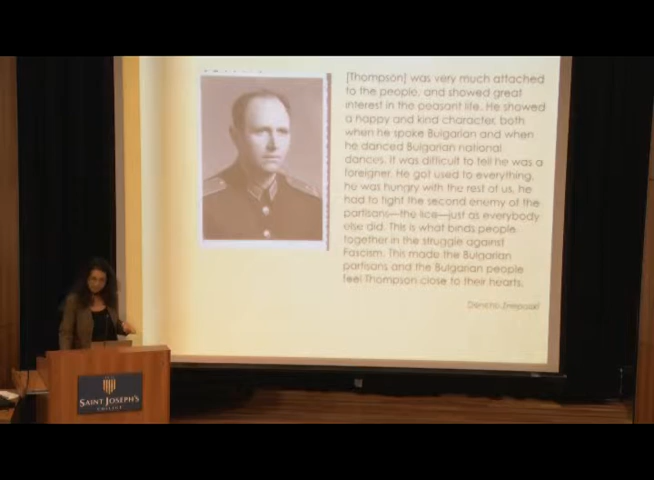 [Thompson] was very much attached
to the people, and showed great
interest in the peasant life. He showed
a happy and kind character, both
when he spoke Bulgarian and when
he danced Bulgarian national
dances. It was difficult to tell he was a
foreigner. He got used to everything,
he was hungry with the rest of us, he
had to fight the second enemy of the
partisans—the lice—just as everybody
else did. This is what binds people
together in the struggle against
Fascism. This made the Bulgarian
partisans and the Bulgarian people
feel Thompson close to their hearts.
Dencho
SAINT JOSEPH'S
COLLEGE